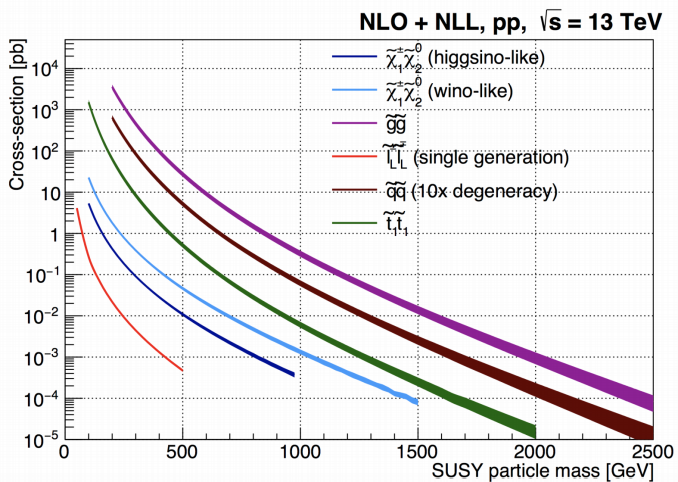 NLO + NLL, pp, √s = 13 TeV
Cross-section [pb]
10⁴
10³
10²
10
1
10⁻¹
10⁻²
10⁻³
10⁻⁴
10⁻⁵
χ̃₁±χ̃₂⁰ (higgsino-like)
χ̃₁±χ̃₂⁰ (wino-like)
g̃g̃
l̃ʟ±l̃ʟ∓ (single generation)
q̃q̃ (10x degeneracy)
t̃₁t̃₁
0 500 1000 1500 2000 2500
SUSY particle mass [GeV]